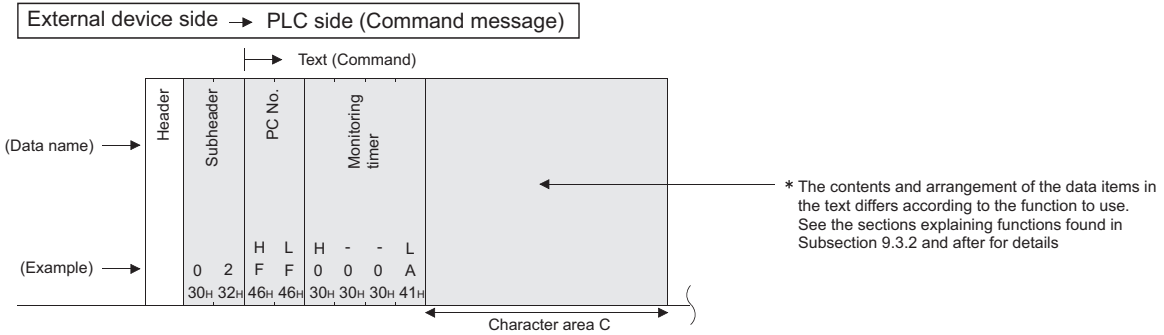 External device side → PLC side (Command message)
Text (Command)
Header
Subheader
PC No.
Monitoring
timer
(Data name)
* The contents and arrangement of the data items in
the text differs according to the function to use.
See the sections explaining functions found in
Subsection 9.3.2 and after for details
H L H - - L
(Example)
0 2 F F 0 0 0 A
30H 32H 46H 46H 30H 30H 30H 41H
Character area C